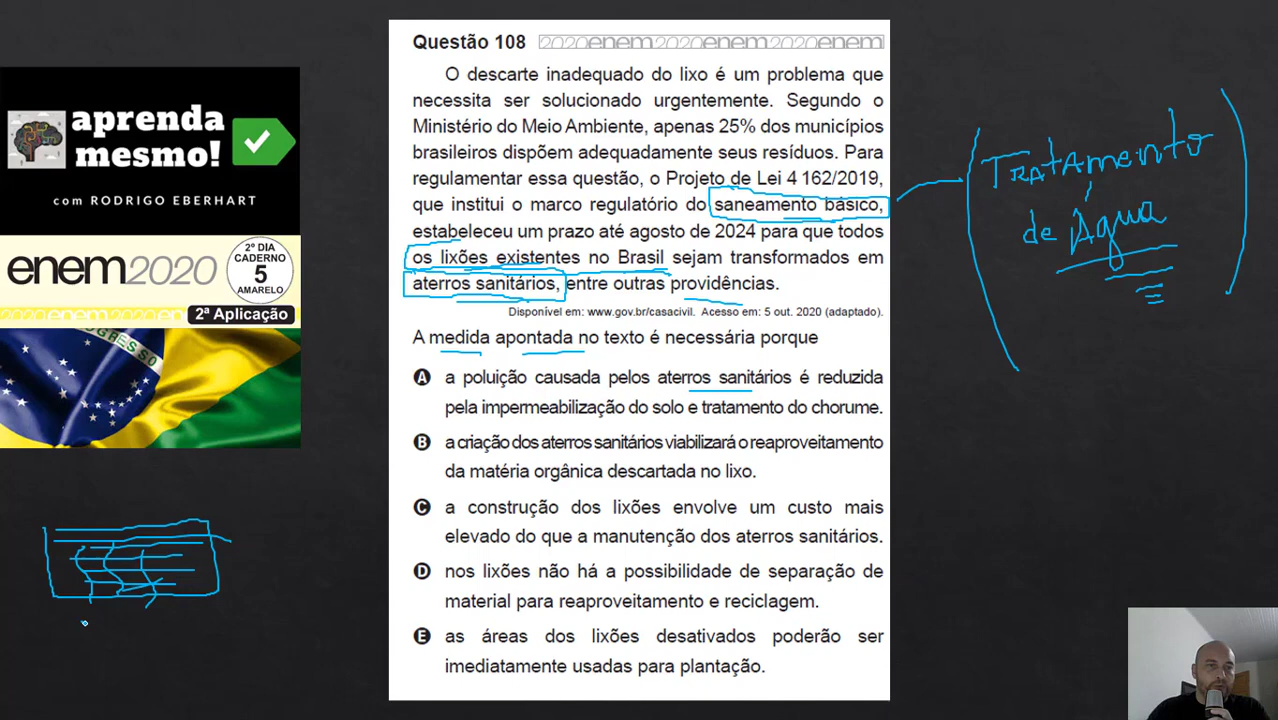 aprenda
mesmo!
com RODRIGO EBERHART
enem2020
2º DIA
CADERNO
5
AMARELO
2ª Aplicação
PROGRESSO
Questão 108
2020enem2020enem2020enem
O descarte inadequado do lixo é um problema que
necessita ser solucionado urgentemente. Segundo o
Ministério do Meio Ambiente, apenas 25% dos municípios
brasileiros dispõem adequadamente seus resíduos. Para
regulamentar essa questão, o Projeto de Lei 4 162/2019,
que institui o marco regulatório do saneamento básico,
estabeleceu um prazo até agosto de 2024 para que todos
os lixões existentes no Brasil sejam transformados em
aterros sanitários, entre outras providências.
Disponível em: www.gov.br/casacivil. Acesso em: 5 out. 2020 (adaptado).
A medida apontada no texto é necessária porque
A a poluição causada pelos aterros sanitários é reduzida
pela impermeabilização do solo e tratamento do chorume.
B a criação dos aterros sanitários viabilizará o reaproveitamento
da matéria orgânica descartada no lixo.
C a construção dos lixões envolve um custo mais
elevado do que a manutenção dos aterros sanitários.
D nos lixões não há a possibilidade de separação de
material para reaproveitamento e reciclagem.
E as áreas dos lixões desativados poderão ser
imediatamente usadas para plantação.
TRAtAmento
de Água